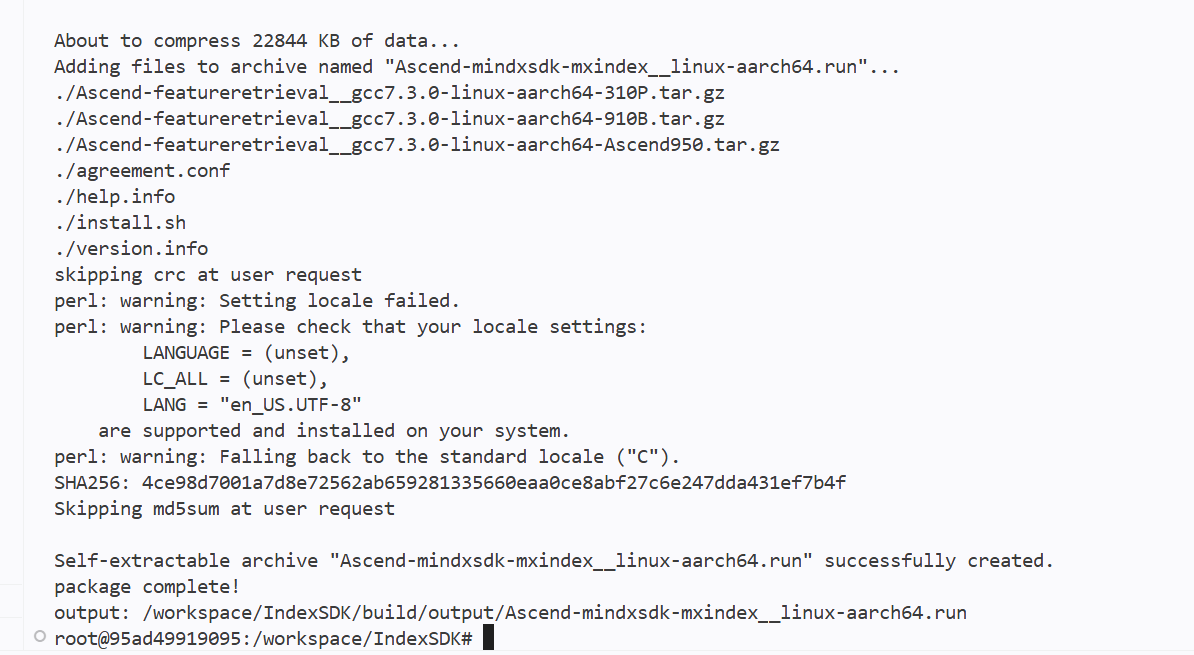 About to compress 22844 KB of data...
Adding files to archive named "Ascend-mindxsdk-mxindex__linux-aarch64.run"...
./Ascend-featureretrieval__gcc7.3.0-linux-aarch64-310P.tar.gz
./Ascend-featureretrieval__gcc7.3.0-linux-aarch64-910B.tar.gz
./Ascend-featureretrieval__gcc7.3.0-linux-aarch64-Ascend950.tar.gz
./agreement.conf
./help.info
./install.sh
./version.info
skipping crc at user request
perl: warning: Setting locale failed.
perl: warning: Please check that your locale settings:
        LANGUAGE = (unset),
        LC_ALL = (unset),
        LANG = "en_US.UTF-8"
    are supported and installed on your system.
perl: warning: Falling back to the standard locale ("C").
SHA256: 4ce98d7001a7d8e72562ab659281335660eaa0ce8abf27c6e247dda431ef7b4f
Skipping md5sum at user request

Self-extractable archive "Ascend-mindxsdk-mxindex__linux-aarch64.run" successfully created.
package complete!
output: /workspace/IndexSDK/build/output/Ascend-mindxsdk-mxindex__linux-aarch64.run
root@95ad49919095:/workspace/IndexSDK#